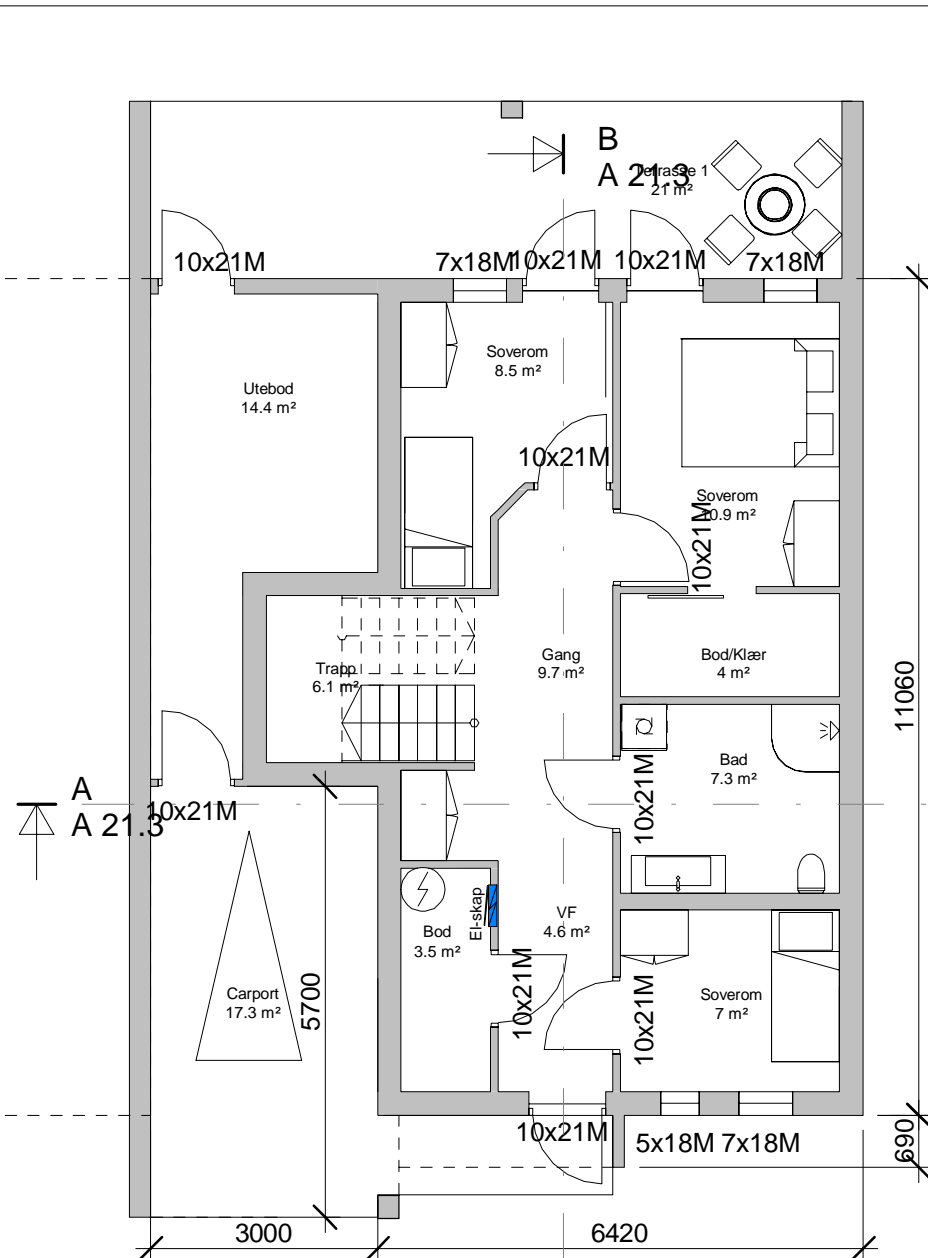 B
A 21.3
Terrasse 1
21 m²
10x21M
7x18M
10x21M
10x21M
7x18M
Soverom
8.5 m²
Utebod
14.4 m²
10x21M
Soverom
10.9 m²
10x21M
Trapp
6.1 m²
Gang
9.7 m²
Bod/Klær
4 m²
11060
Bad
7.3 m²
10x21M
A
A 21.3
10x21M
El-skap
Bod
3.5 m²
VF
4.6 m²
10x21M
10x21M
Carport
17.3 m²
5700
Soverom
7 m²
10x21M
5x18M
7x18M
690
3000
6420